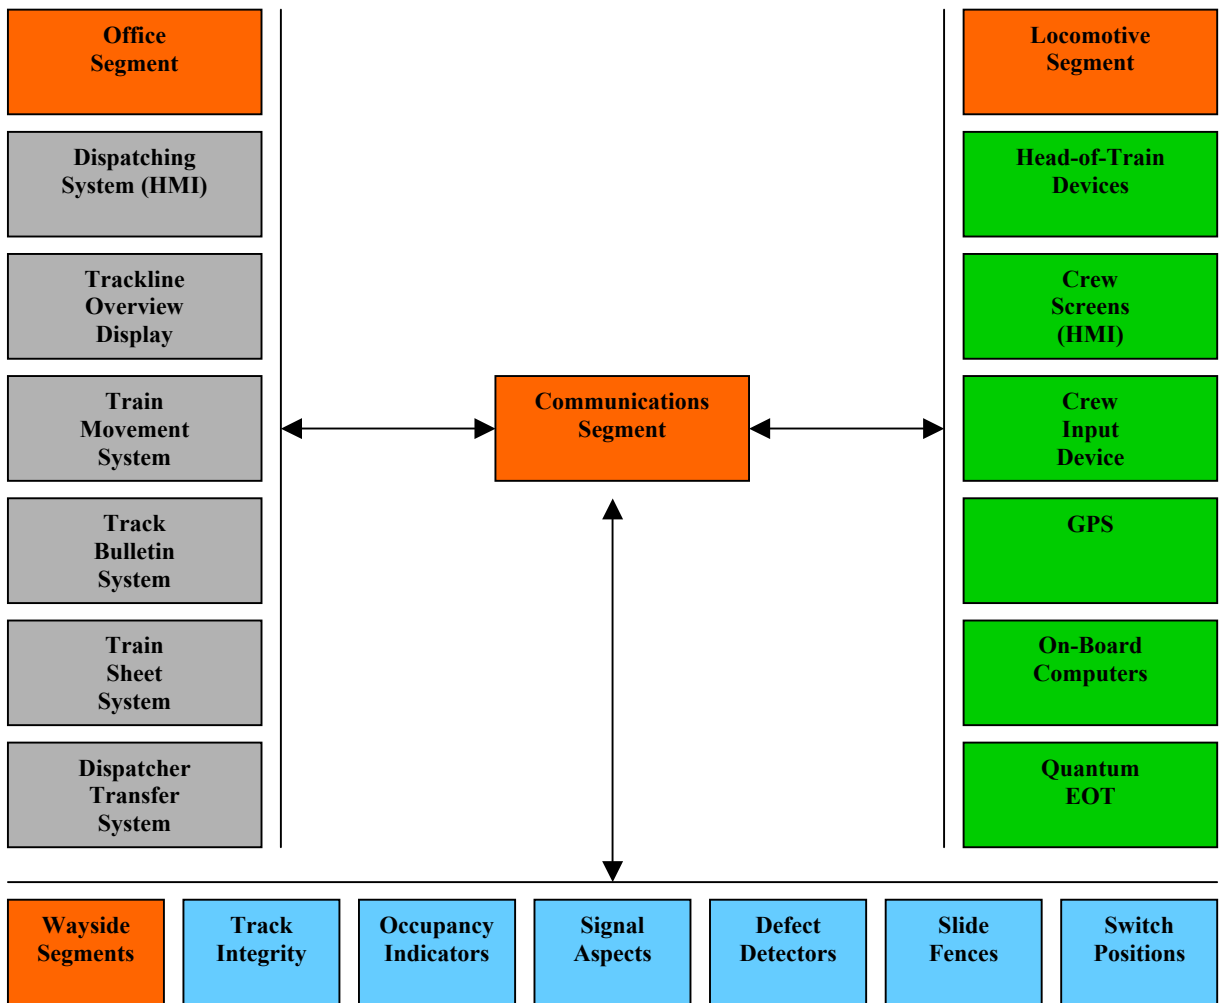 Office
Segment
Dispatching
System (HMI)
Trackline
Overview
Display
Train
Movement
System
Track
Bulletin
System
Train
Sheet
System
Dispatcher
Transfer
System
Communications
Segment
Locomotive
Segment
Head-of-Train
Devices
Crew
Screens
(HMI)
Crew
Input
Device
GPS
On-Board
Computers
Quantum
EOT
Wayside
Segments
Track
Integrity
Occupancy
Indicators
Signal
Aspects
Defect
Detectors
Slide
Fences
Switch
Positions